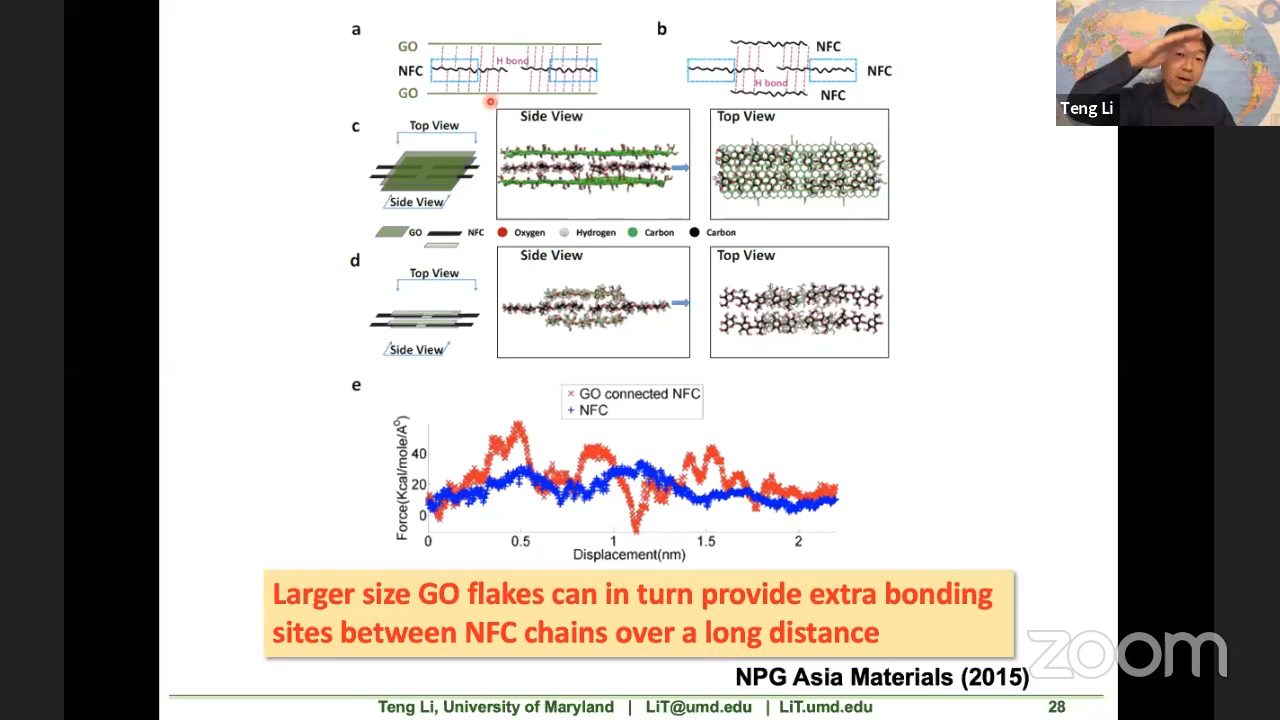 a
GO
NFC
GO
H bond
b
NFC
NFC
NFC
H bond
Teng Li
c
Top View
Side View
Side View
Top View
GO
NFC
Oxygen
Hydrogen
Carbon
Carbon
d
Top View
Side View
Side View
Top View
e
GO connected NFC
NFC
Force(Kcal/mole/A°)
40
20
0
0
0.5
1
1.5
2
Displacement(nm)
Larger size GO flakes can in turn provide extra bonding
sites between NFC chains over a long distance
NPG Asia Materials (2015)
zoom
Teng Li, University of Maryland | LiT@umd.edu | LiT.umd.edu
28